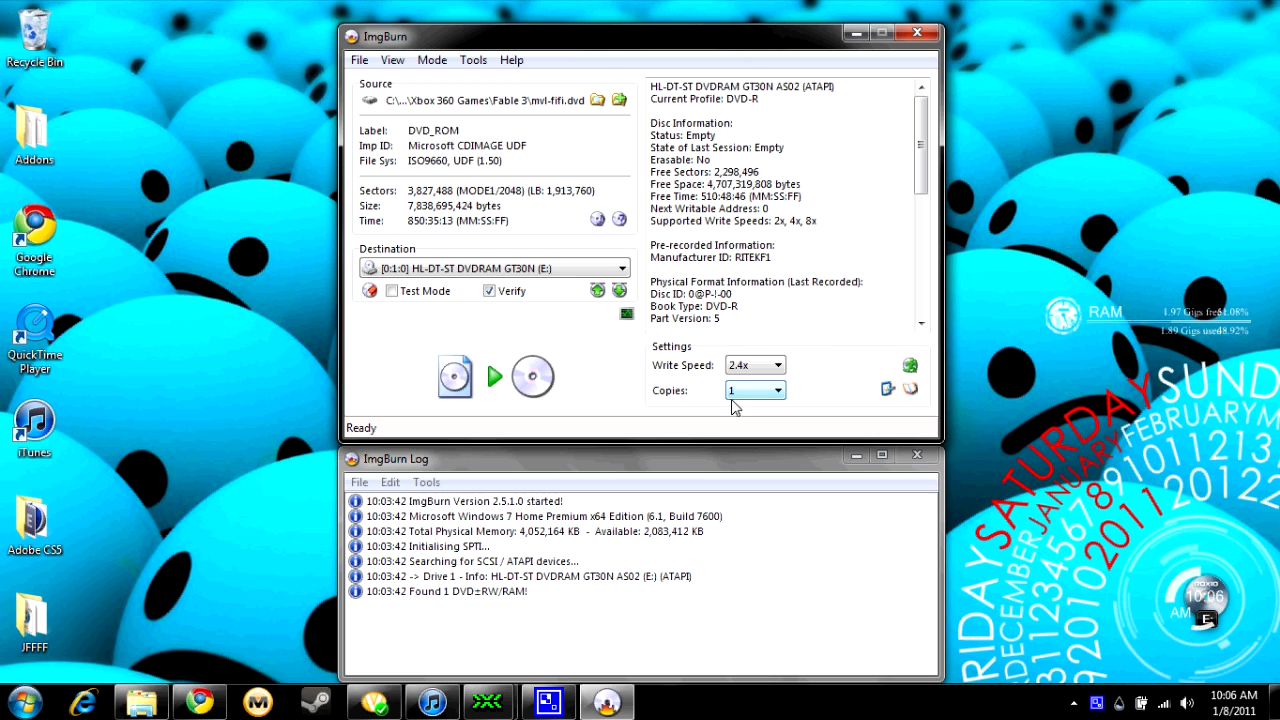 Recycle Bin
Addons
Google
Chrome
QuickTime
Player
iTunes
Adobe CS5
JFFFF
ImgBurn
File View Mode Tools Help
Source
C:\...\Xbox 360 Games\Fable 3\mvl-fifi.dvd
Label: DVD_ROM
Imp ID: Microsoft CDIMAGE UDF
File Sys: ISO9660, UDF (1.50)
Sectors: 3,827,488 (MODE1/2048) (LB: 1,913,760)
Size: 7,838,695,424 bytes
Time: 850:35:13 (MM:SS:FF)
Destination
[0:1:0] HL-DT-ST DVDRAM GT30N (E:)
Test Mode Verify
HL-DT-ST DVDRAM GT30N AS02 (ATAPI)
Current Profile: DVD-R
Disc Information:
Status: Empty
State of Last Session: Empty
Erasable: No
Free Sectors: 2,298,496
Free Space: 4,707,319,808 bytes
Free Time: 510:48:46 (MM:SS:FF)
Next Writable Address: 0
Supported Write Speeds: 2x, 4x, 8x
Pre-recorded Information:
Manufacturer ID: RITEKF1
Physical Format Information (Last Recorded):
Disc ID: 0@P-!-00
Book Type: DVD-R
Part Version: 5
Settings
Write Speed: 2.4x
Copies: 1
Ready
ImgBurn Log
File Edit Tools
10:03:42 ImgBurn Version 2.5.1.0 started!
10:03:42 Microsoft Windows 7 Home Premium x64 Edition (6.1, Build 7600)
10:03:42 Total Physical Memory: 4,052,164 KB - Available: 2,083,412 KB
10:03:42 Initialising SPTI...
10:03:42 Searching for SCSI / ATAPI devices...
10:03:42 -> Drive 1 - Info: HL-DT-ST DVDRAM GT30N AS02 (E:) (ATAPI)
10:03:42 Found 1 DVD±RW/RAM!
RAM
1.97 Gigs
1.89 Gigs
FRIDAY SATURDAY SUND
DECEMBER JANUARY FEBRUARY
2010 2011 2012
10:06
AM
E-
10:06 AM
1/8/2011